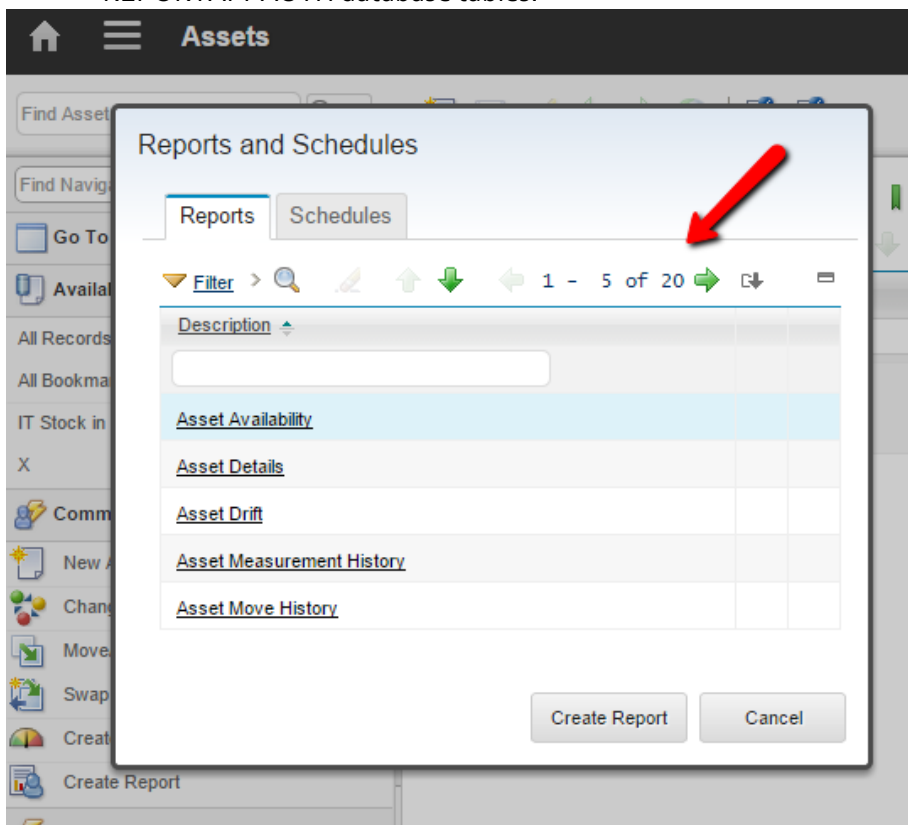 Assets
Find Asset
Reports and Schedules
Find Naviga
Reports Schedules
Go To
Filter > 1 - 5 of 20
Availal
Description
All Records
All Bookma
IT Stock in
Asset Availability
X
Asset Details
Comm
Asset Drift
New A
Asset Measurement History
Chang
Asset Move History
Move/
Swap
Create Report Cancel
Creat
Create Report